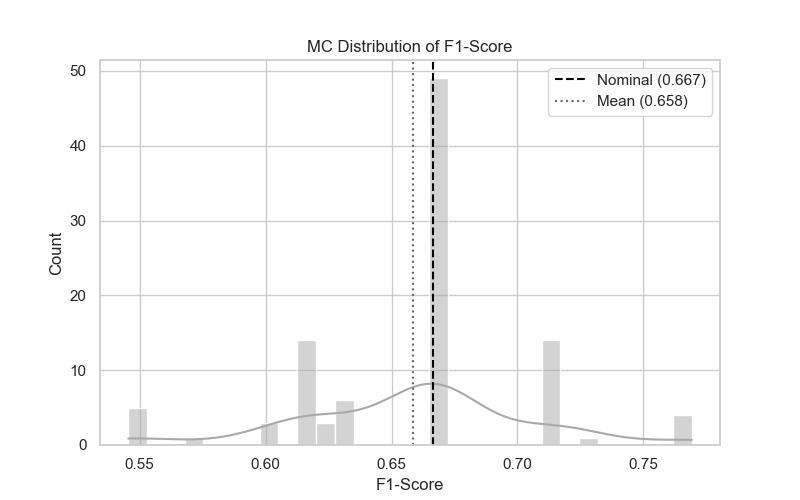 MC Distribution of F1-Score
Nominal (0.667)
Mean (0.658)
Count
50
40
30
20
10
0
0.55 0.60 0.65 0.70 0.75
F1-Score